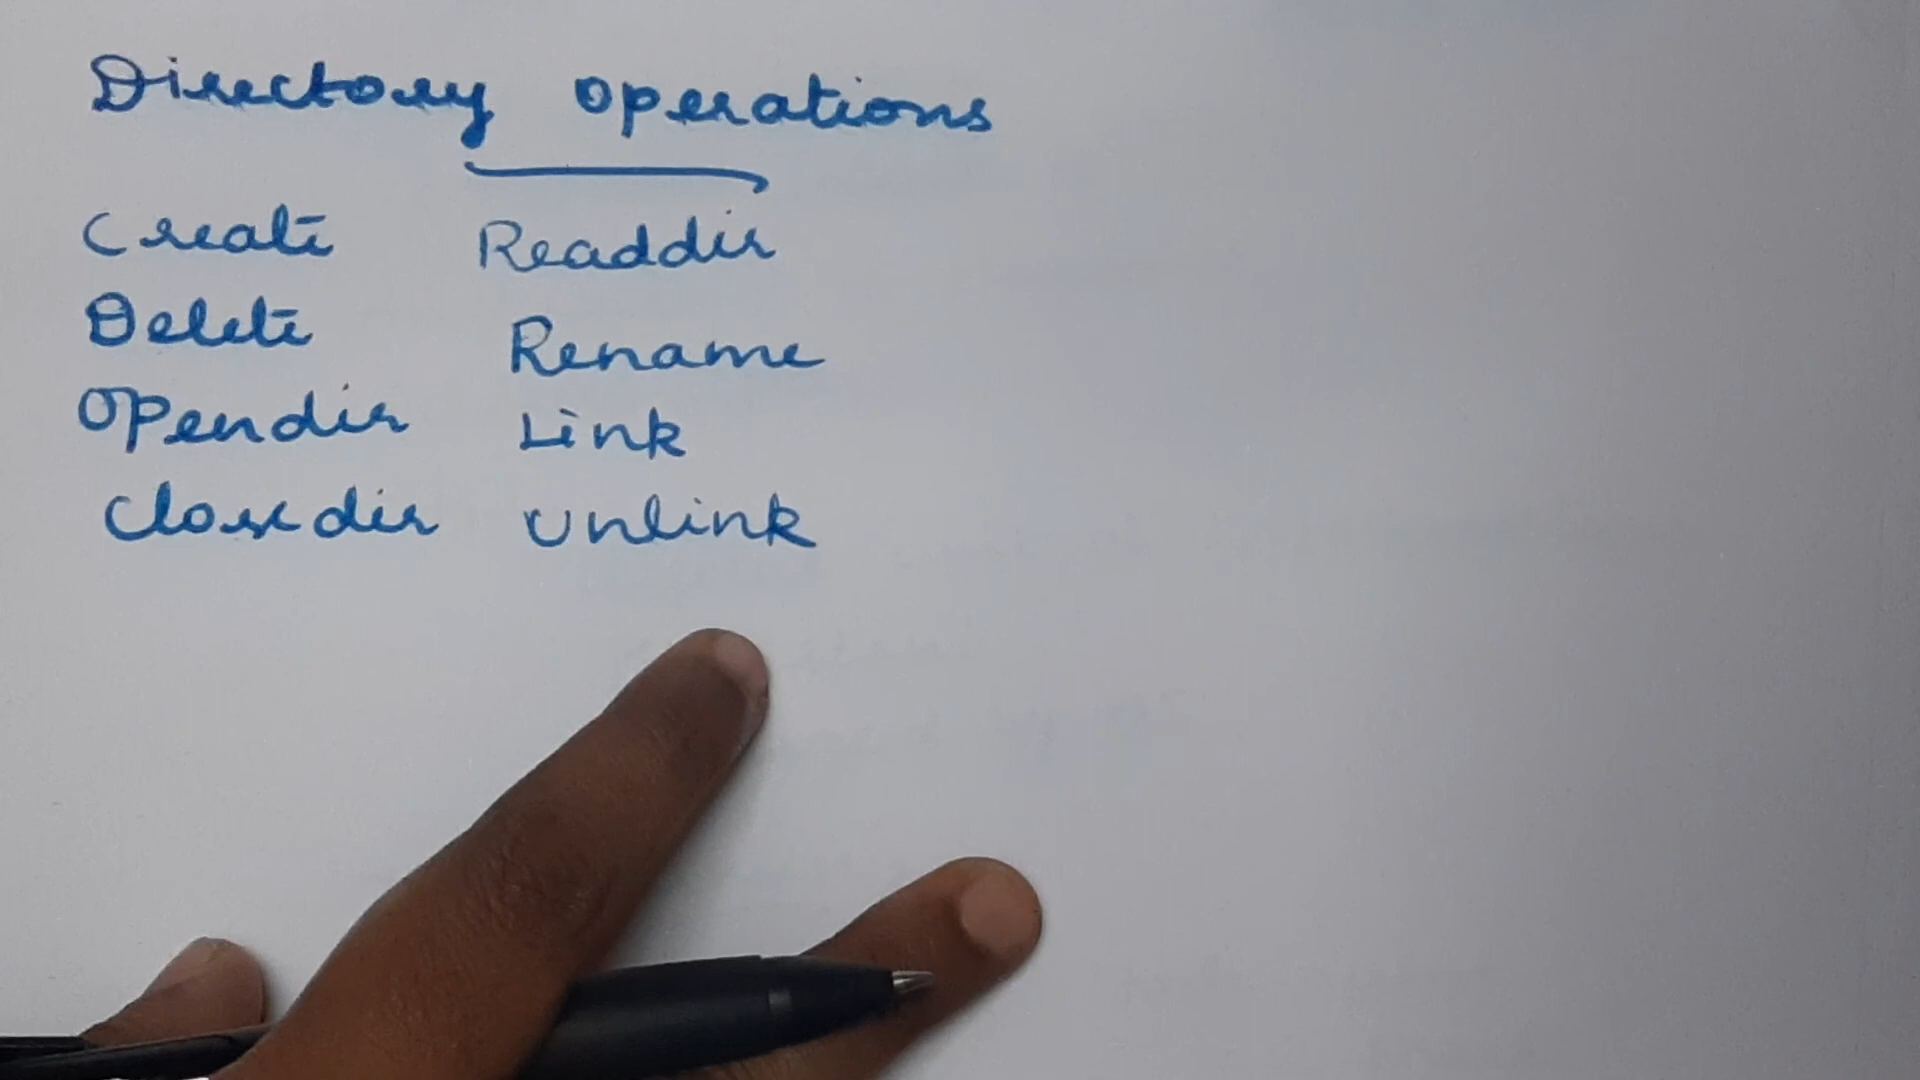 Directory operations
Create Readdir
Delete Rename
Opendir Link
Closedir Unlink